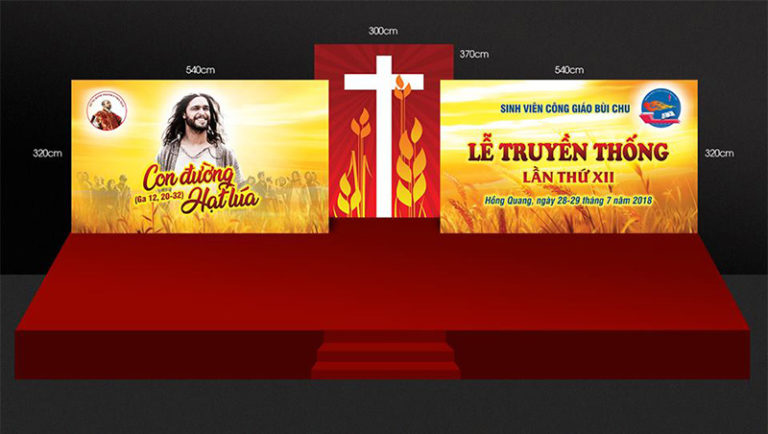 300cm
370cm
540cm
540cm
320cm
320cm
Con đường
(Ga 12, 20-32)
Hạt lúa
SINH VIÊN CÔNG GIÁO BÙI CHU
LỄ TRUYỀN THỐNG
LẦN THỨ XII
Hồng Quang, ngày 28-29 tháng 7 năm 2018